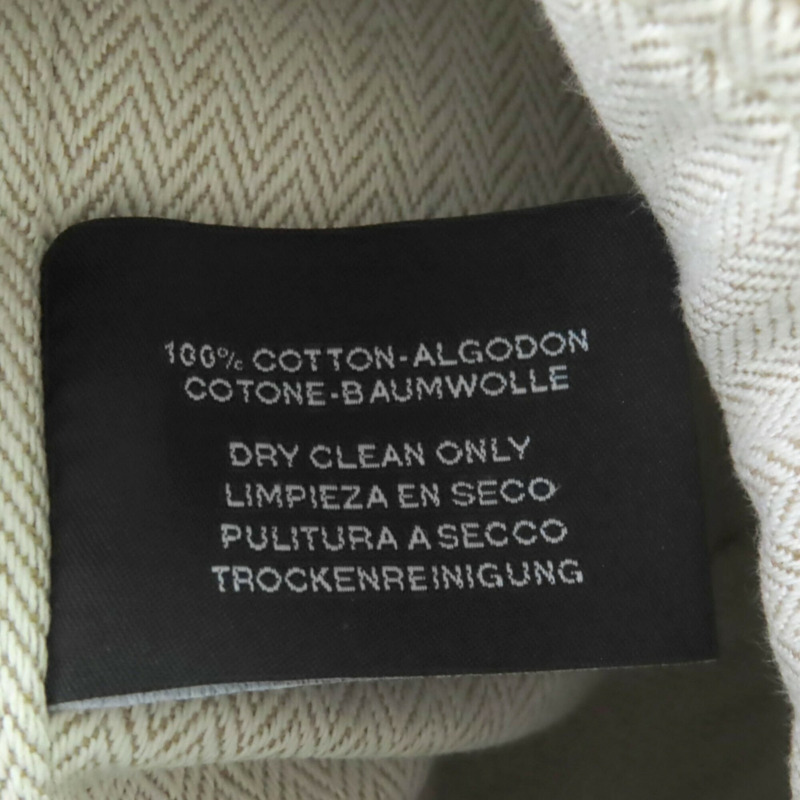 100% COTTON-ALGODON
COTONE-BAUMWOLLE
DRY CLEAN ONLY
LIMPIEZA EN SECO
PULITURA A SECCO
TROCKENREINIGUNG